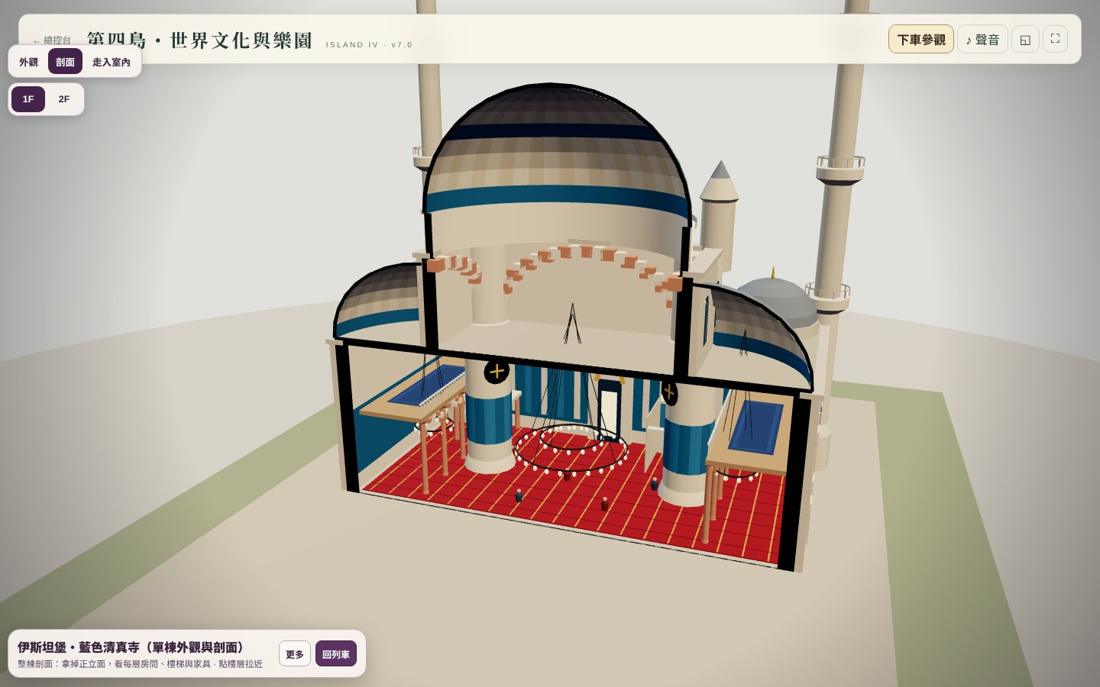 ← 總控台
第四島・世界文化與樂園
ISLAND IV · v7.0
下車參觀
♪ 聲音
外觀
剖面
走入室內
1F
2F
伊斯坦堡・藍色清真寺（單棟外觀與剖面）
整棟剖面：拿掉正立面，看每層房間、樓梯與家具 · 點樓層拉近
更多
回列車